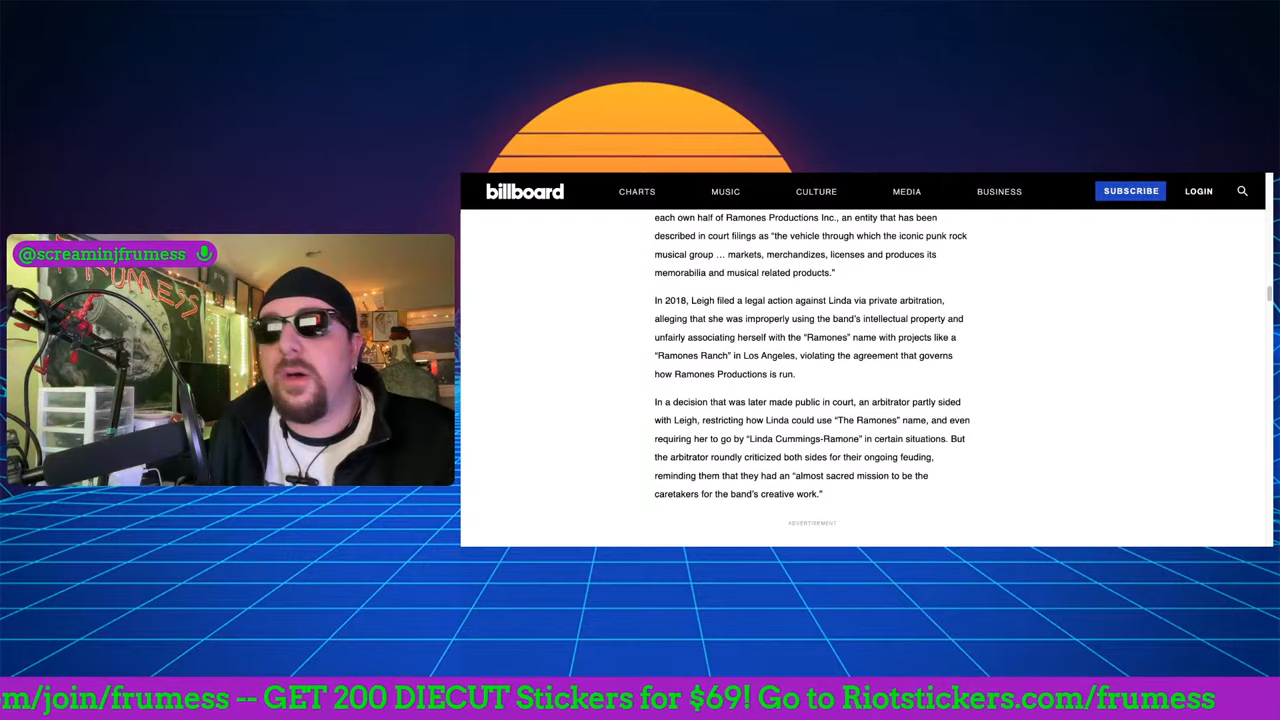 billboard
CHARTS
MUSIC
CULTURE
MEDIA
BUSINESS
SUBSCRIBE
LOGIN
each own half of Ramones Productions Inc., an entity that has been
described in court filings as “the vehicle through which the iconic punk rock
musical group … markets, merchandizes, licenses and produces its
memorabilia and musical related products.”
In 2018, Leigh filed a legal action against Linda via private arbitration,
alleging that she was improperly using the band’s intellectual property and
unfairly associating herself with the “Ramones” name with projects like a
“Ramones Ranch” in Los Angeles, violating the agreement that governs
how Ramones Productions is run.
In a decision that was later made public in court, an arbitrator partly sided
with Leigh, restricting how Linda could use “The Ramones” name, and even
requiring her to go by “Linda Cummings-Ramone” in certain situations. But
the arbitrator roundly criticized both sides for their ongoing feuding,
reminding them that they had an “almost sacred mission to be the
caretakers for the band’s creative work.”
ADVERTISEMENT
@screaminjfrumess
FRUMESS
m/join/frumess -- GET 200 DIECUT Stickers for $69! Go to Riotstickers.com/frumess